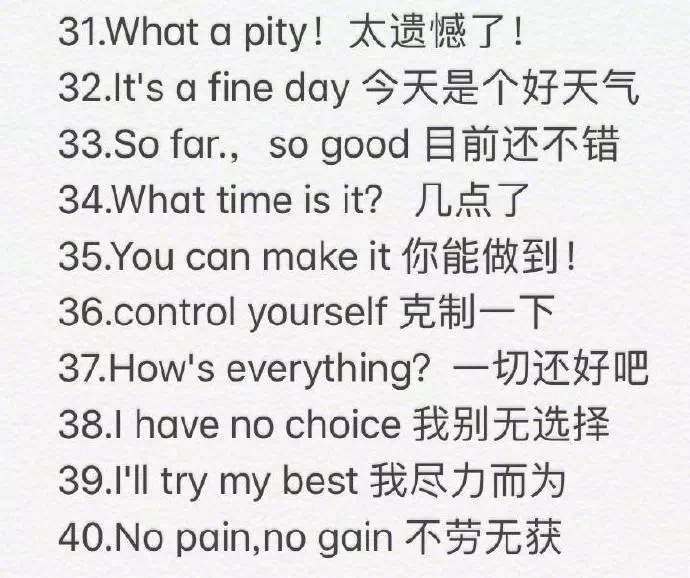 31.What a pity！太遗憾了！
32.It's a fine day 今天是个好天气
33.So far.，so good 目前还不错
34.What time is it？ 几点了
35.You can make it 你能做到！
36.control yourself 克制一下
37.How's everything？一切还好吧
38.I have no choice 我别无选择
39.I'll try my best 我尽力而为
40.No pain,no gain 不劳无获